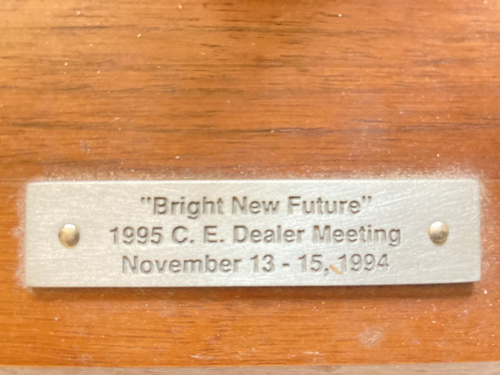 "Bright New Future"
1995 C. E. Dealer Meeting
November 13 - 15, 1994